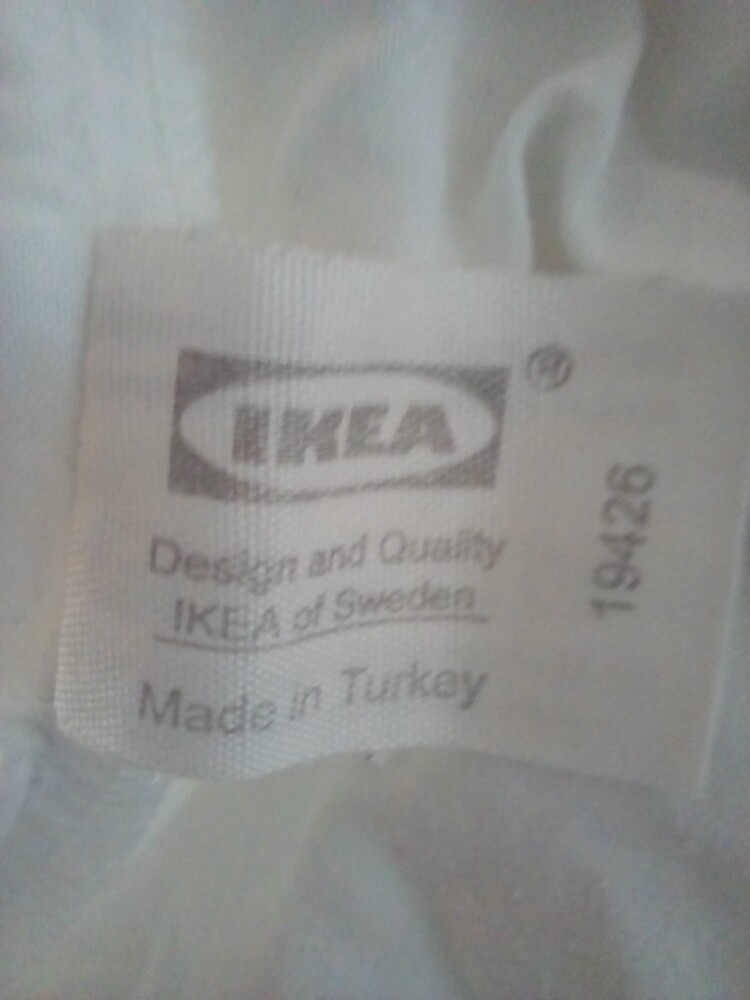 IKEA®
Design and Quality
IKEA of Sweden
Made in Turkey
19426